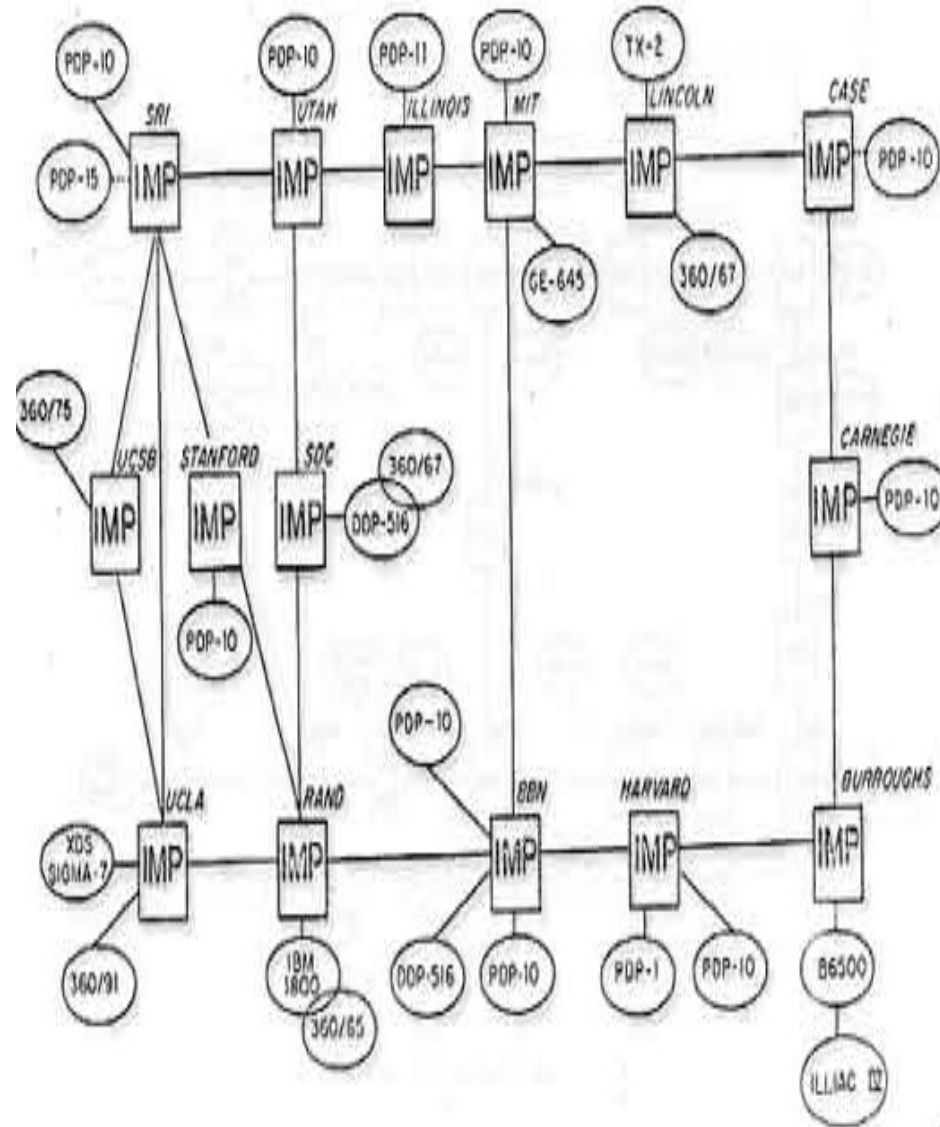 PDP-10
PDP-10
PDP-11
PDP-10
TX-2
SRI
UTAH
ILLINOIS
MIT
LINCOLN
CASE
IMP
IMP
IMP
IMP
IMP
IMP
PDP-15
PDP-10
GE-645
360/67
360/75
UCSB
STANFORD
SDC
360/67
CARNEGIE
IMP
IMP
IMP
DDP-516
IMP
PDP-10
PDP-10
PDP-10
UCLA
RAND
BBN
HARVARD
BURROUGHS
XDS
SIGMA-7
IMP
IMP
IMP
IMP
IMP
360/91
IBM
1800
360/65
DDP-516
PDP-10
PDP-1
PDP-10
B6500
ILLIAC IV